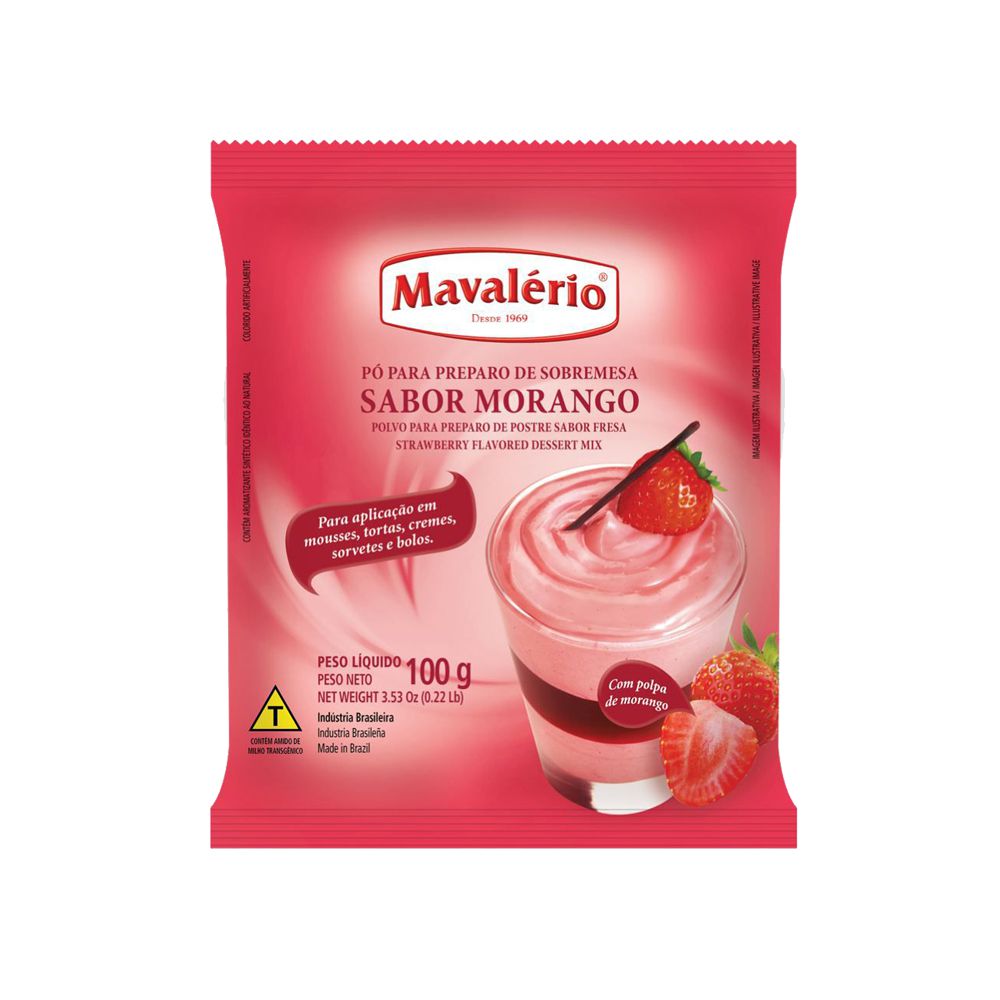 Mavalério®
DESDE 1969
PÓ PARA PREPARO DE SOBREMESA
SABOR MORANGO
POLVO PARA PREPARO DE POSTRE SABOR FRESA
STRAWBERRY FLAVORED DESSERT MIX
CONTÉM AROMATIZANTE SINTÉTICO IDÊNTICO AO NATURAL
COLORIDO ARTIFICIALMENTE
IMAGEM ILUSTRATIVA / IMAGEN ILUSTRATIVA / ILLUSTRATIVE IMAGE
Para aplicação em
mousses, tortas, cremes,
sorvetes e bolos.
PESO LÍQUIDO 100 g
PESO NETO
NET WEIGHT 3.53 Oz (0.22 Lb)
Indústria Brasileira
Industria Brasileña
Made in Brazil
T
CONTÉM AMIDO DE
MILHO TRANSGÊNICO
Com polpa
de morango